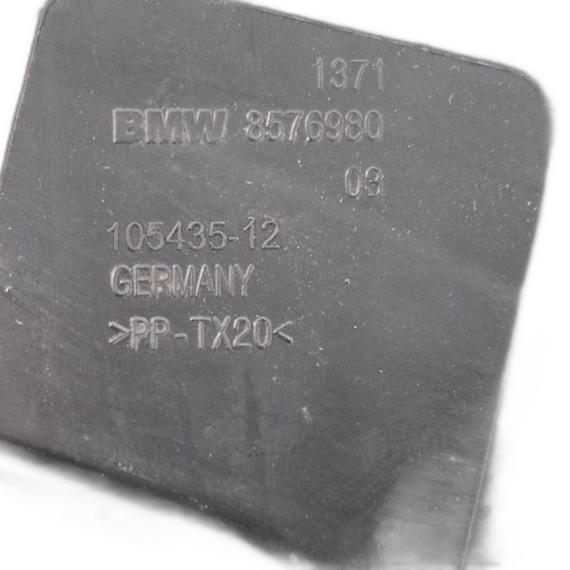 1371
BMW 8576980
03
105435-12
GERMANY
>PP-TX20<